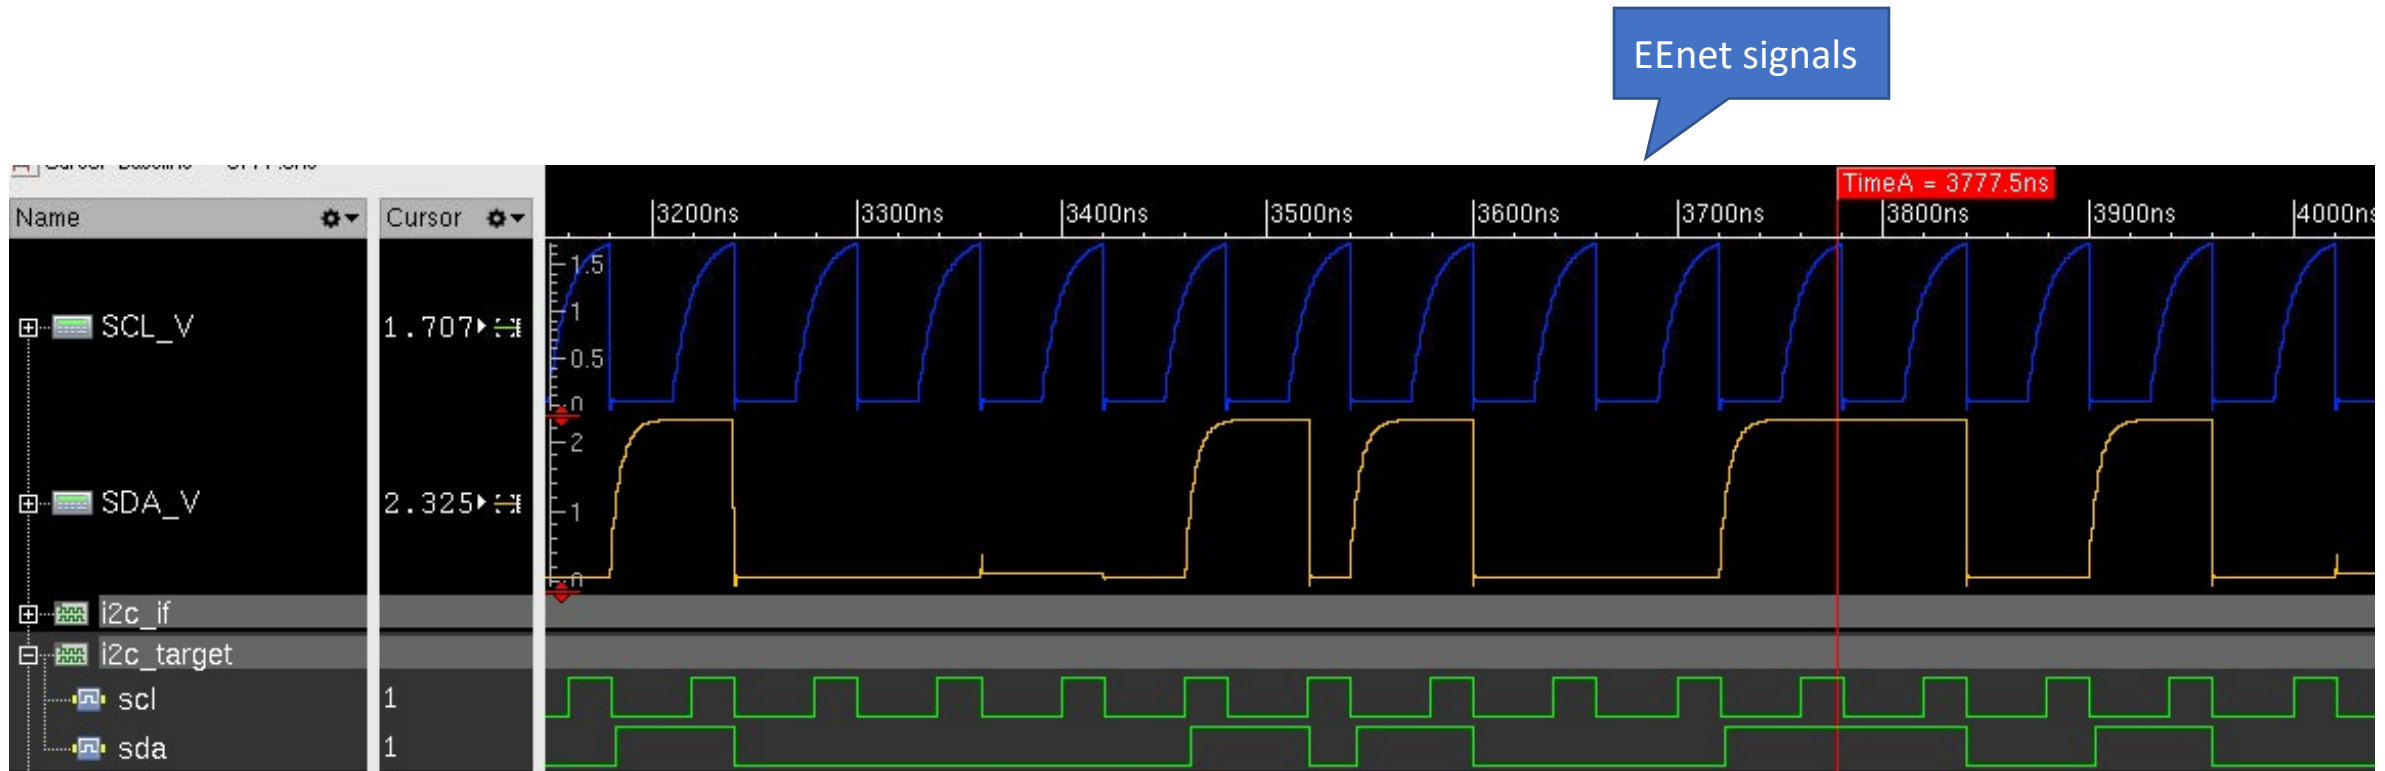 EEnet signals
TimeA = 3777.5ns
Name
Cursor
3200ns
3300ns
3400ns
3500ns
3600ns
3700ns
3800ns
3900ns
4000ns
SCL_V
1.707
1.5
1
0.5
0
SDA_V
2.325
2
1
0
i2c_if
i2c_target
scl
1
sda
1